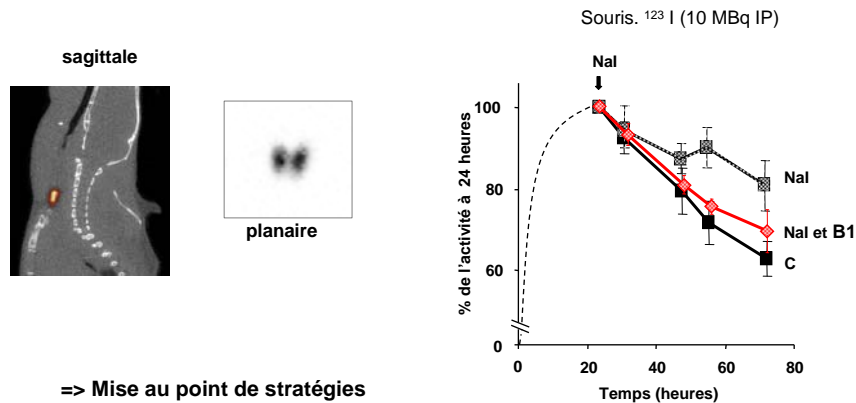 Souris. ¹²³ I (10 MBq IP)
sagittale
planaire
NaI
% de l'activité à 24 heures
100
80
60
0
NaI
NaI et B1
C
0
20
40
60
80
Temps (heures)
=> Mise au point de stratégies